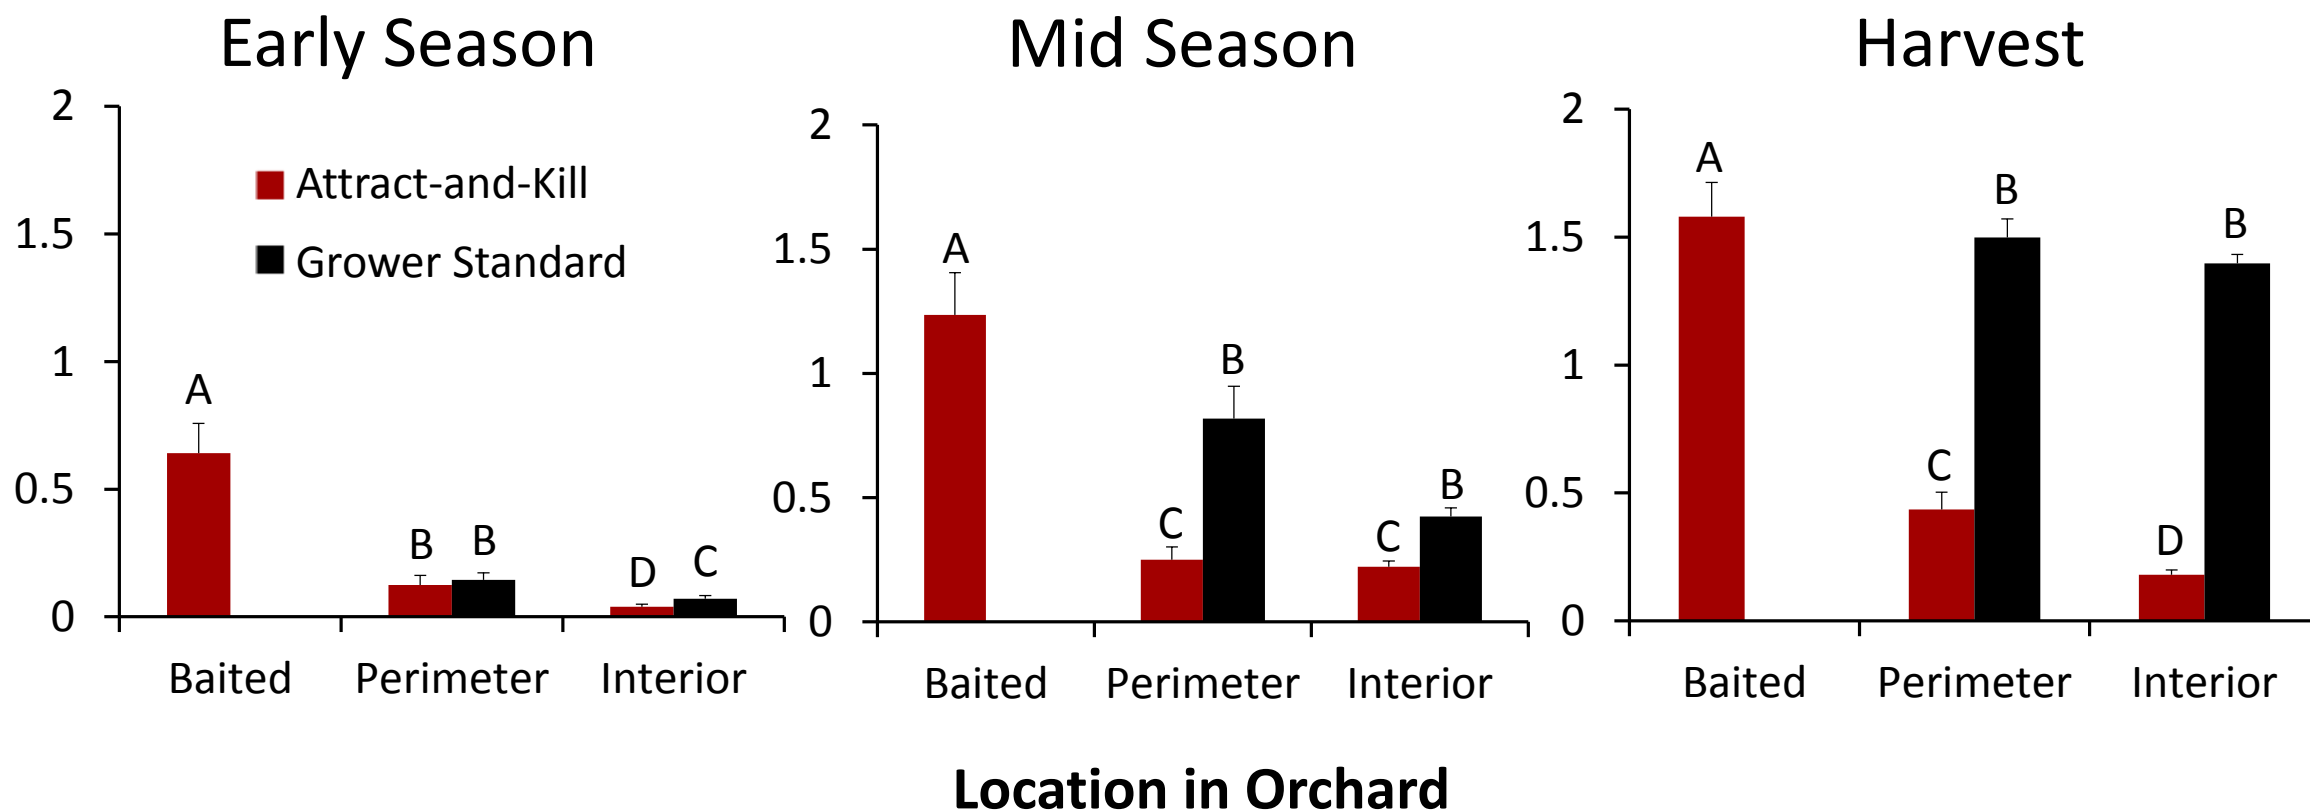 Early Season
2
1.5
1
0.5
0
Attract-and-Kill
Grower Standard
A
B
B
D
C
Baited
Perimeter
Interior
Mid Season
2
1.5
1
0.5
0
A
C
B
C
B
Baited
Perimeter
Interior
Harvest
2
1.5
1
0.5
0
A
C
B
D
B
Baited
Perimeter
Interior
Location in Orchard